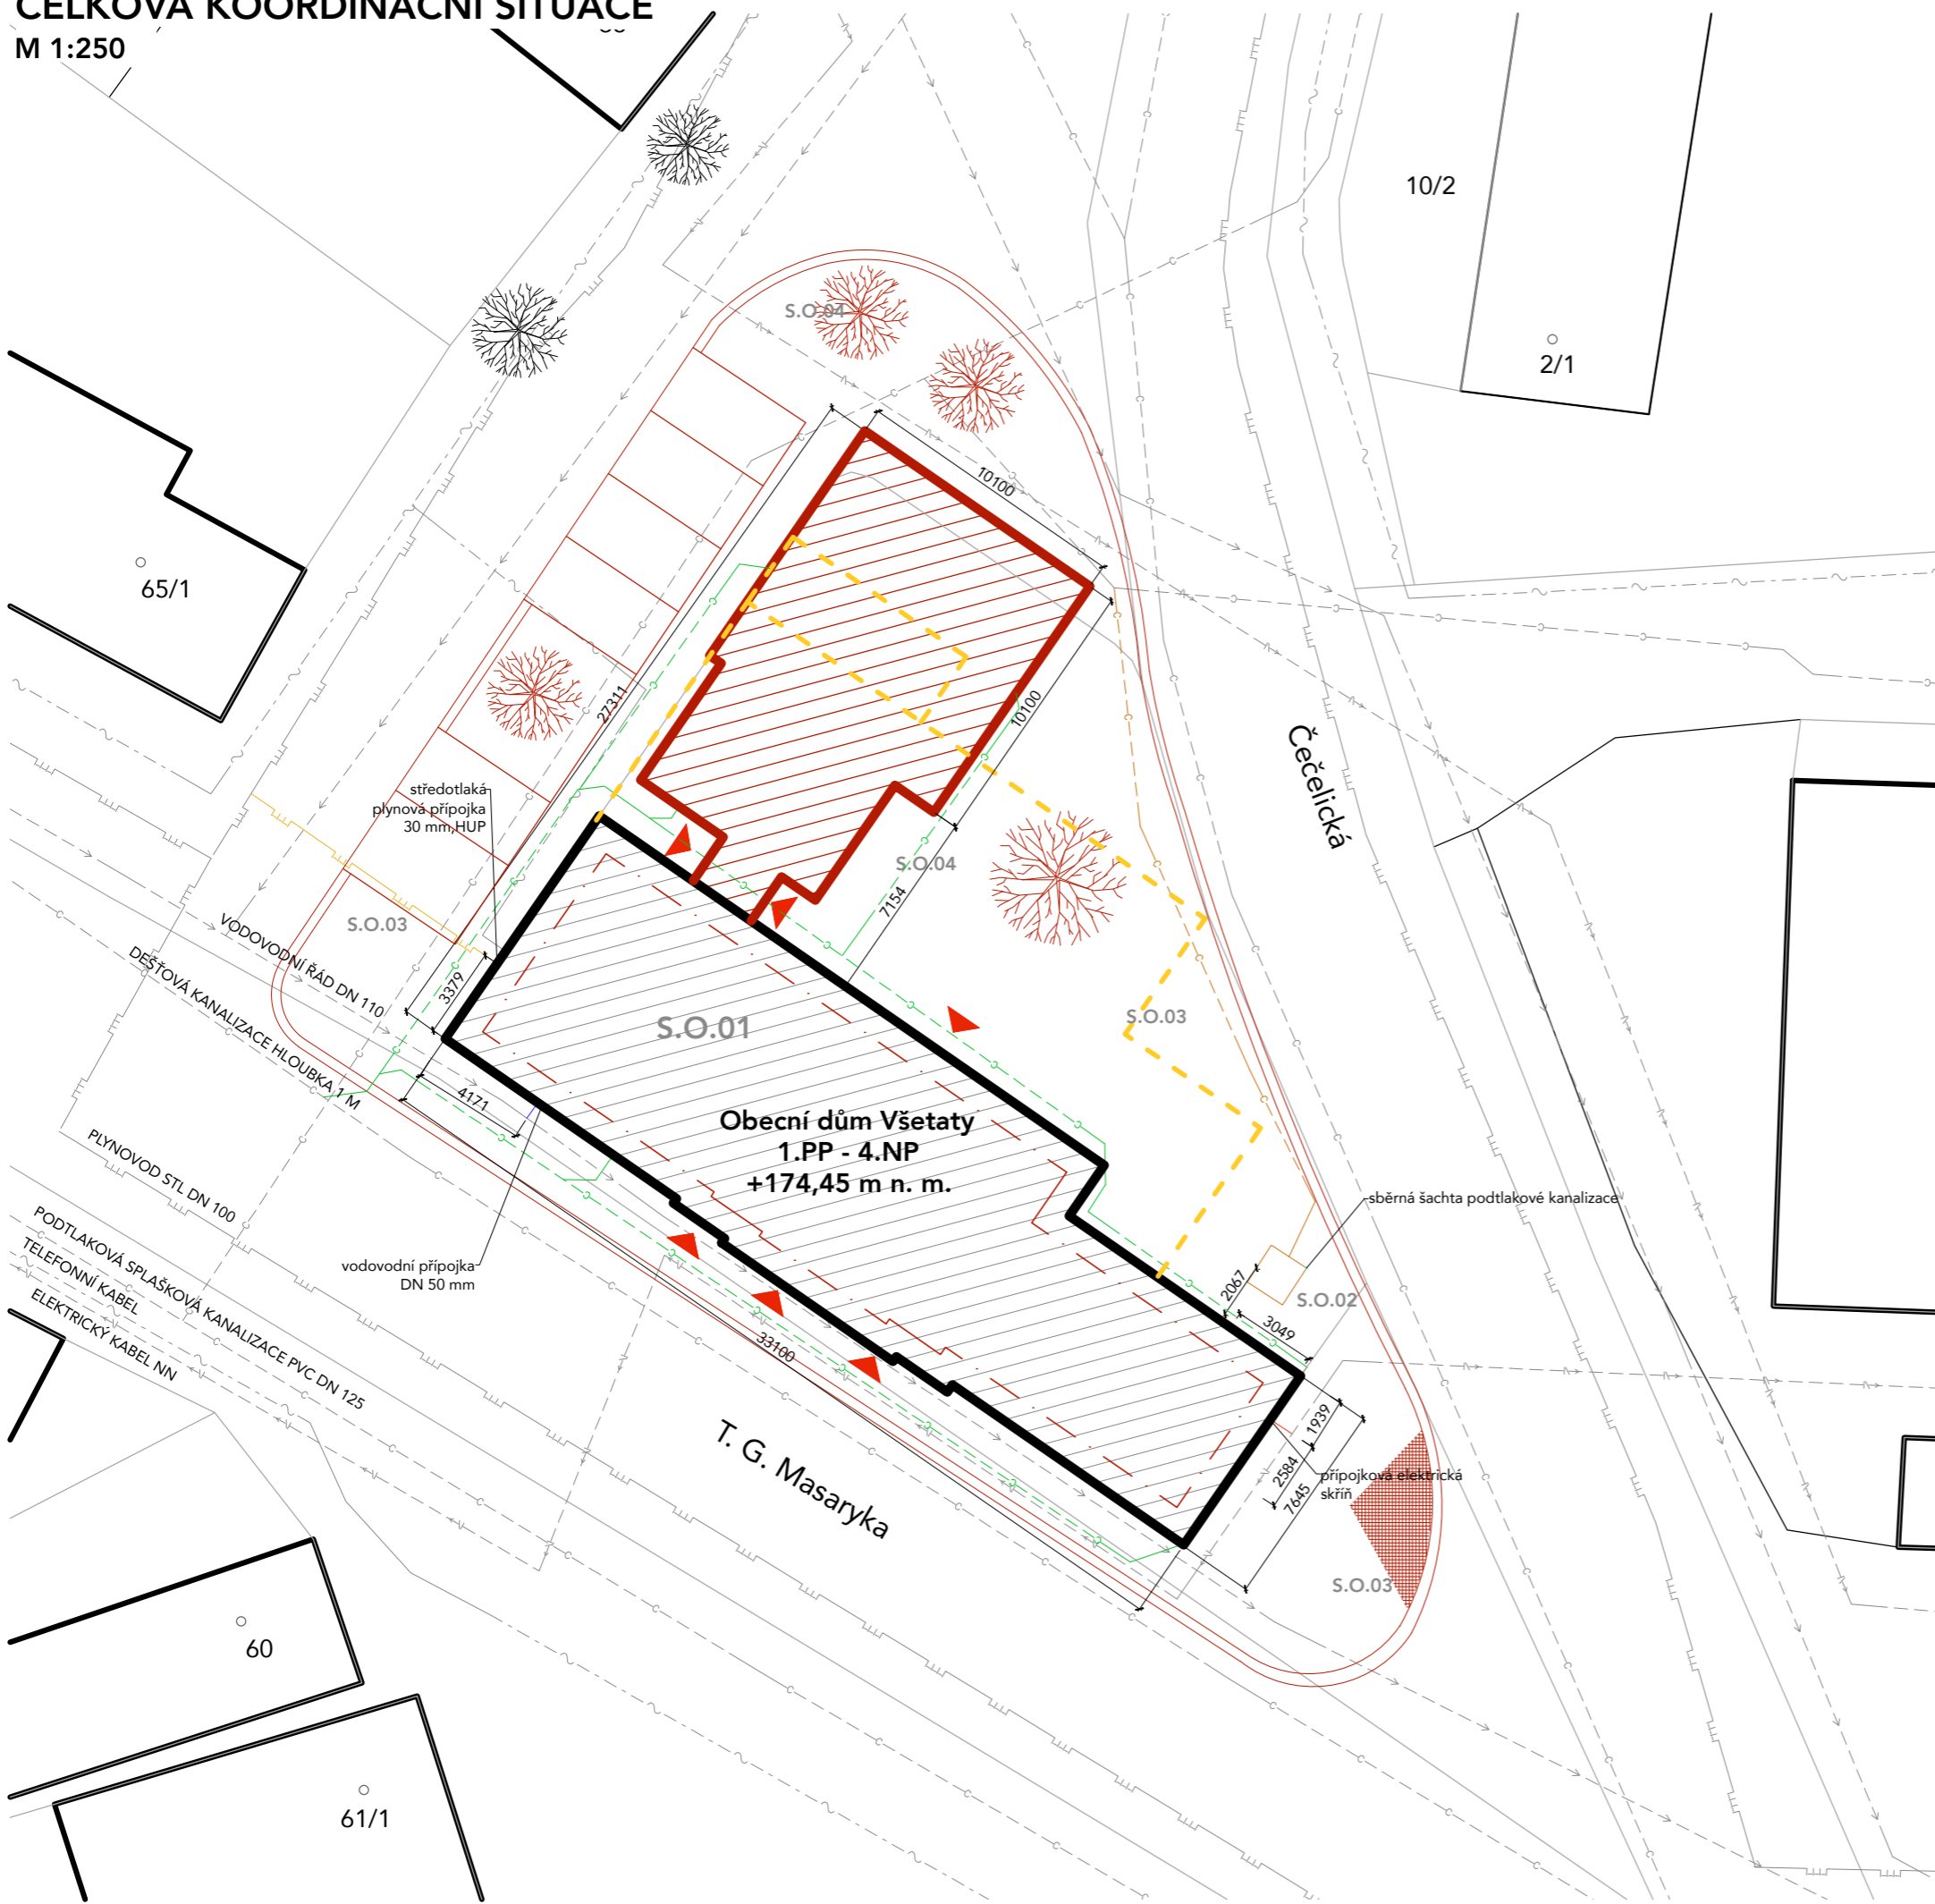 CELKOVÁ KOORDINAČNÍ SITUACE
M 1:250
10/2
S.O.04
2/1
10100
65/1
27311
10100
středotlaká
plynová přípojka
30 mm,HUP
Čečelická
S.O.04
7154
S.O.03
VODOVODNÍ ŘÁD DN 110
DEŠŤOVÁ KANALIZACE HLOUBKA 1 M
3379
S.O.01
S.O.03
4171
Obecní dům Všetaty
1.PP - 4.NP
+174,45 m n. m.
PLYNOVOD STL DN 100
PODTLAKOVÁ SPLAŠKOVÁ KANALIZACE PVC DN 125
TELEFONNÍ KABEL
ELEKTRICKÝ KABEL NN
sběrná šachta podtlakové kanalizace
vodovodní přípojka
DN 50 mm
2067
S.O.02
3049
33100
1939
T. G. Masaryka
2584
7645
přípojková elektrická
skříň
S.O.03
60
61/1